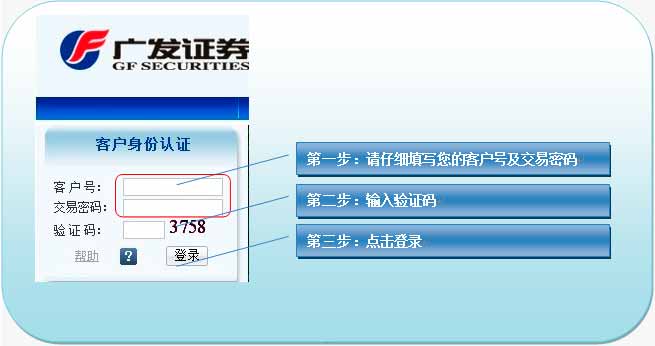 广发证券
GF SECURITIES
客户身份认证
客户号：
交易密码：
验证码： 3758
帮助 ? 登录
第一步：请仔细填写您的客户号及交易密码
第二步：输入验证码
第三步：点击登录